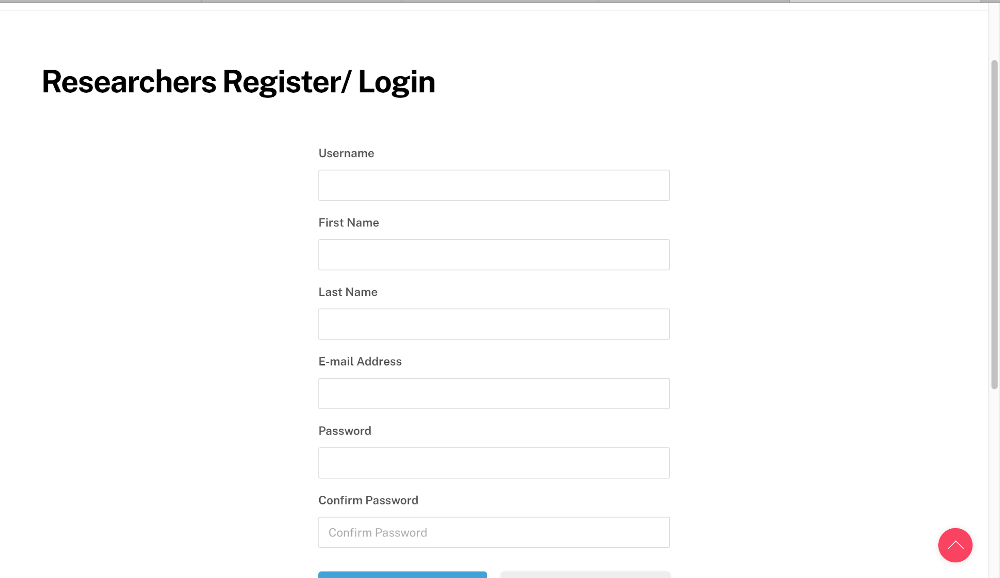 Researchers Register/ Login
Username
First Name
Last Name
E-mail Address
Password
Confirm Password
Confirm Password